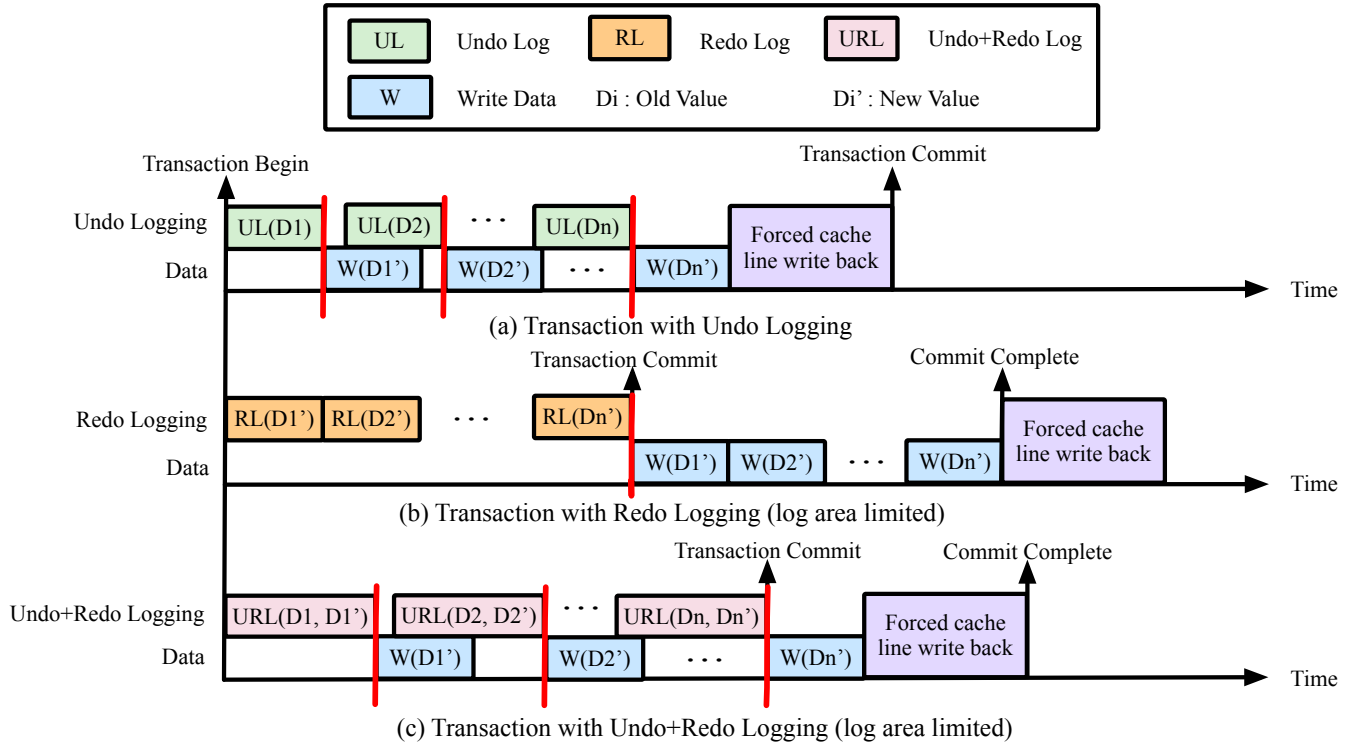 UL Undo Log RL Redo Log URL Undo+Redo Log
W Write Data Di : Old Value Di’ : New Value
Transaction Begin
Transaction Commit
Undo Logging
UL(D1) UL(D2) · · · UL(Dn)
Forced cache
line write back
Data
W(D1’) W(D2’) · · · W(Dn’)
Time
(a) Transaction with Undo Logging
Transaction Commit
Commit Complete
Redo Logging
RL(D1’) RL(D2’) · · · RL(Dn’)
Forced cache
line write back
Data
W(D1’) W(D2’) · · · W(Dn’)
Time
(b) Transaction with Redo Logging (log area limited)
Transaction Commit
Commit Complete
Undo+Redo Logging
URL(D1, D1’) URL(D2, D2’) · · · URL(Dn, Dn’)
Forced cache
line write back
Data
W(D1’) W(D2’) · · · W(Dn’)
Time
(c) Transaction with Undo+Redo Logging (log area limited)